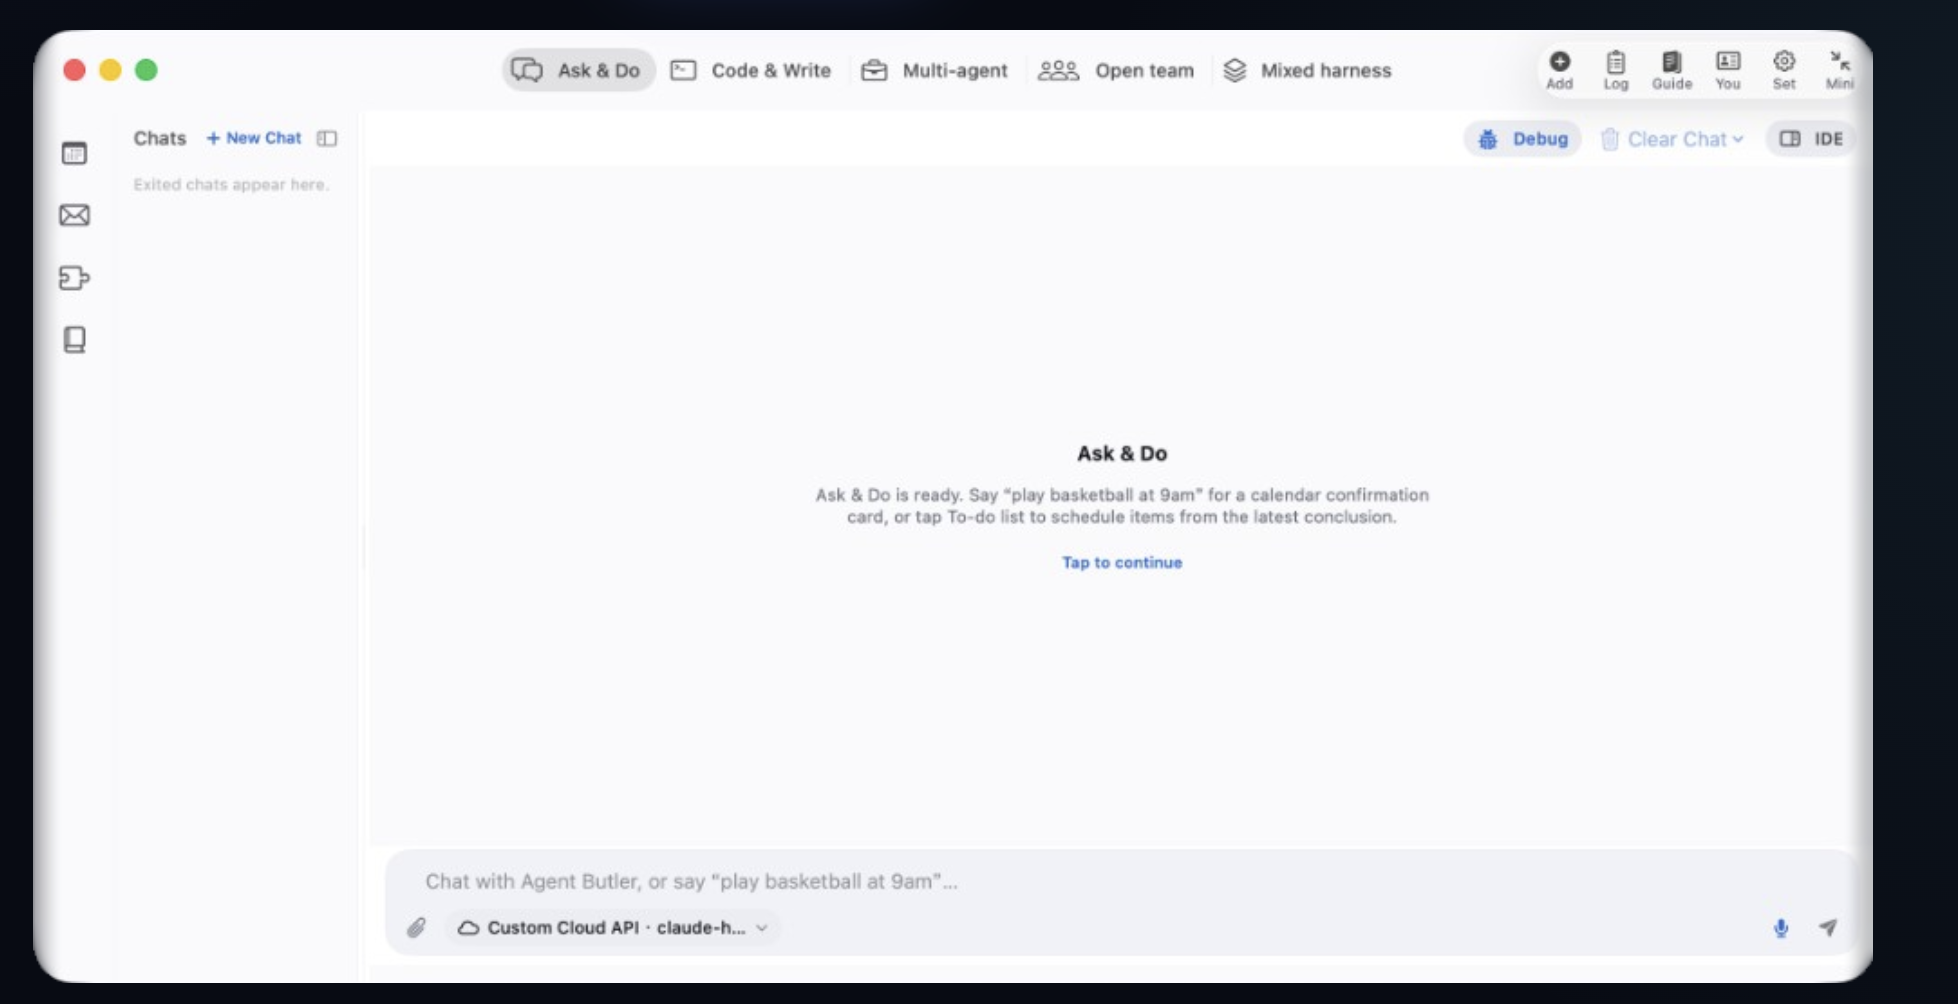 Ask & Do
Code & Write
Multi-agent
Open team
Mixed harness
Add
Log
Guide
You
Set
Mini
Chats
+ New Chat
Debug
Clear Chat
IDE
Exited chats appear here.
Ask & Do
Ask & Do is ready. Say “play basketball at 9am” for a calendar confirmation
card, or tap To-do list to schedule items from the latest conclusion.
Tap to continue
Chat with Agent Butler, or say “play basketball at 9am”...
Custom Cloud API · claude-h...